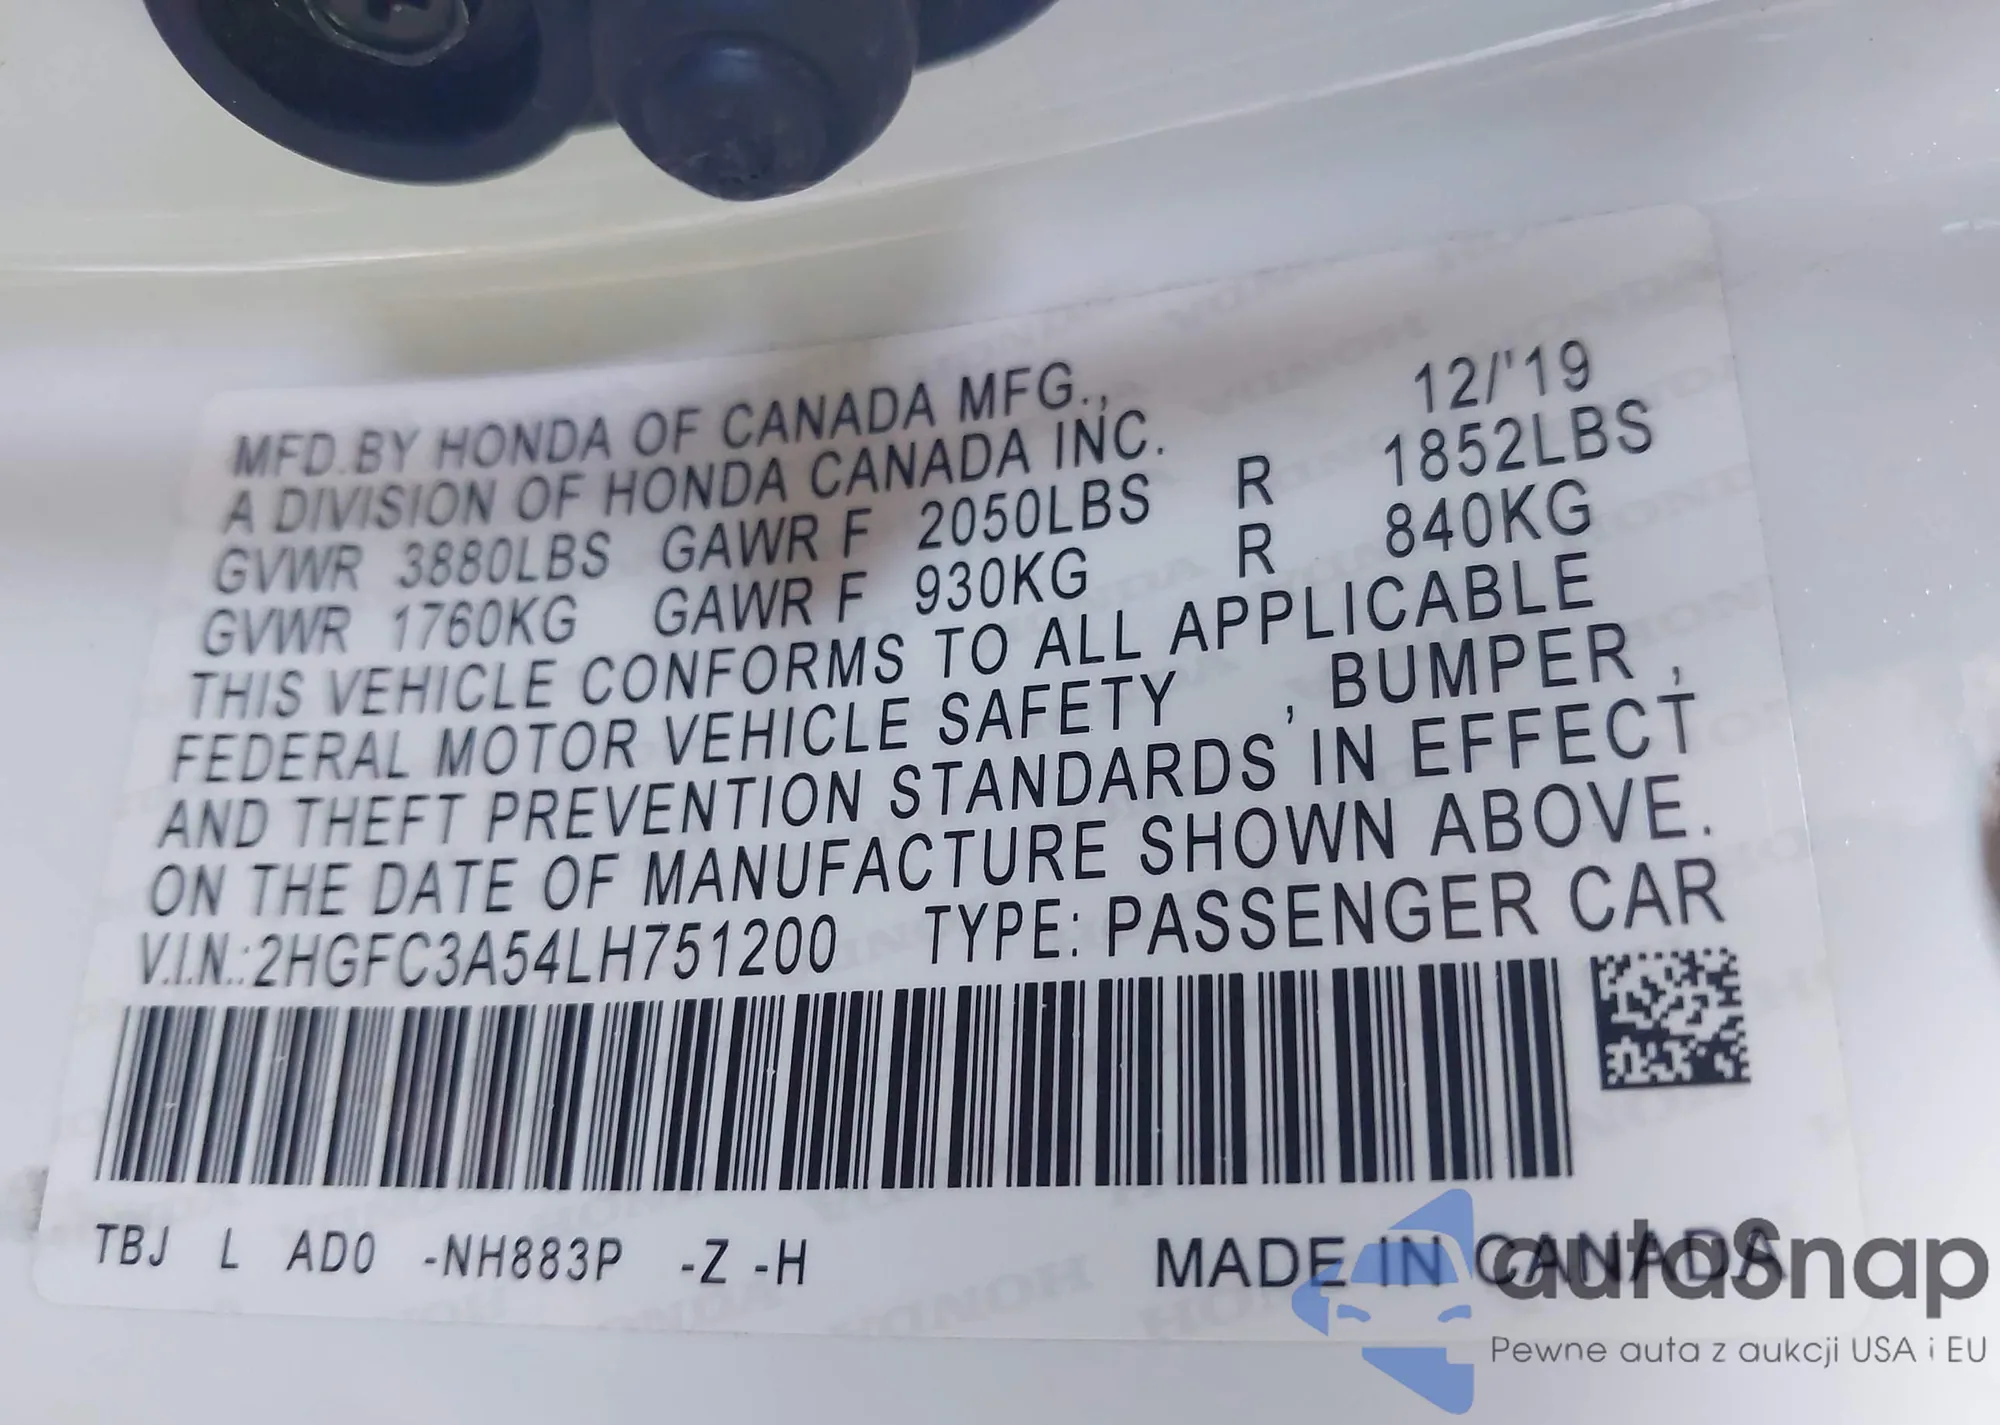 MFD.BY HONDA OF CANADA MFG.,
12/'19
A DIVISION OF HONDA CANADA INC.
GVWR 3880LBS GAWR F 2050LBS R 1852LBS
GVWR 1760KG GAWR F 930KG R 840KG
THIS VEHICLE CONFORMS TO ALL APPLICABLE
FEDERAL MOTOR VEHICLE SAFETY , BUMPER ,
AND THEFT PREVENTION STANDARDS IN EFFECT
ON THE DATE OF MANUFACTURE SHOWN ABOVE.
V.I.N.:2HGFC3A54LH751200 TYPE: PASSENGER CAR
TBJ L AD0 -NH883P -Z -H MADE IN CANADA
autoSnap
Pewne auta z aukcji USA i EU